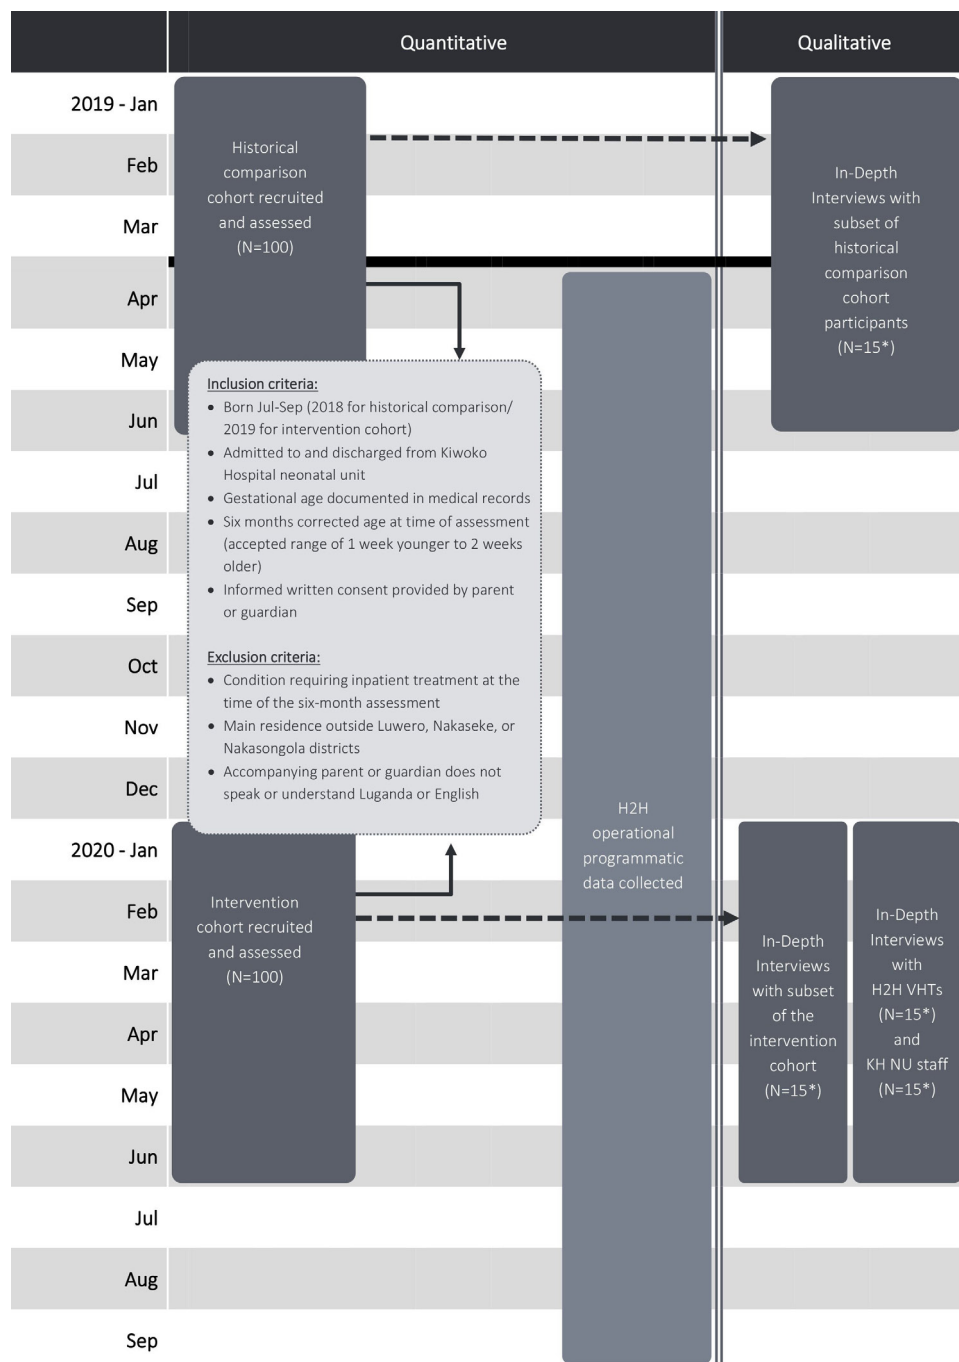 Quantitative
Qualitative
2019 - Jan
Feb
Mar
Apr
May
Jun
Jul
Aug
Sep
Oct
Nov
Dec
2020 - Jan
Feb
Mar
Apr
May
Jun
Jul
Aug
Sep
Historical
comparison
cohort recruited
and assessed
(N=100)
Inclusion criteria:
• Born Jul-Sep (2018 for historical comparison/
2019 for intervention cohort)
• Admitted to and discharged from Kiwoko
Hospital neonatal unit
• Gestational age documented in medical records
• Six months corrected age at time of assessment
(accepted range of 1 week younger to 2 weeks
older)
• Informed written consent provided by parent
or guardian
Exclusion criteria:
• Condition requiring inpatient treatment at the
time of the six-month assessment
• Main residence outside Luwero, Nakaseke, or
Nakasongola districts
• Accompanying parent or guardian does not
speak or understand Luganda or English
Intervention
cohort recruited
and assessed
(N=100)
H2H
operational
programmatic
data collected
In-Depth
Interviews with
subset of
historical
comparison
cohort
participants
(N=15*)
In-Depth
Interviews
with subset
of the
intervention
cohort
(N=15*)
In-Depth
Interviews
with
H2H VHTs
(N=15*)
and
KH NU staff
(N=15*)